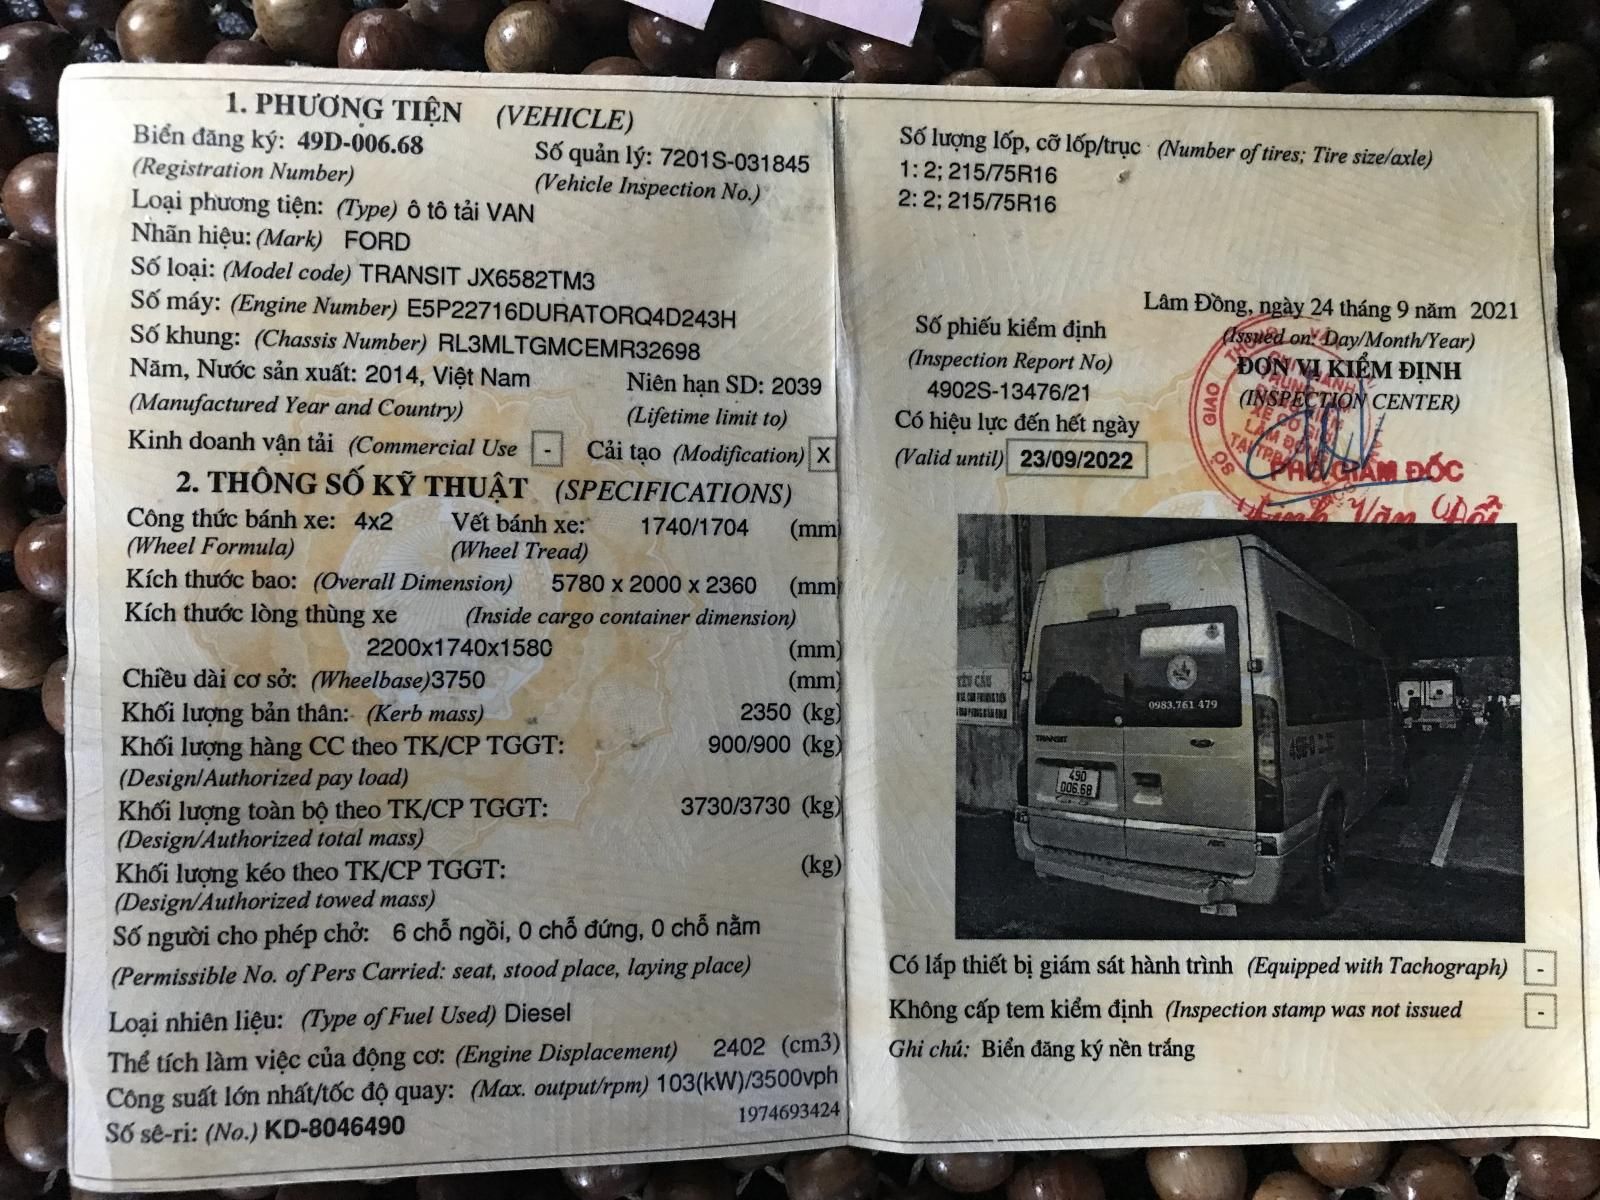 1. PHƯƠNG TIỆN (VEHICLE)
Biển đăng ký: 49D-006.68 Số quản lý: 7201S-031845
(Registration Number) (Vehicle Inspection No.)
Loại phương tiện: (Type) ô tô tải VAN
Nhãn hiệu: (Mark) FORD
Số loại: (Model code) TRANSIT JX6582TM3
Số máy: (Engine Number) E5P22716DURATORQ4D243H
Số khung: (Chassis Number) RL3MLTGMCEMR32698
Năm, Nước sản xuất: 2014, Việt Nam Niên hạn SD: 2039
(Manufactured Year and Country) (Lifetime limit to)
Kinh doanh vận tải (Commercial Use - Cải tạo (Modification) X
2. THÔNG SỐ KỸ THUẬT (SPECIFICATIONS)
Công thức bánh xe: 4x2 Vết bánh xe: 1740/1704 (mm
(Wheel Formula) (Wheel Tread)
Kích thước bao: (Overall Dimension) 5780 x 2000 x 2360 (mm
Kích thước lòng thùng xe (Inside cargo container dimension)
2200x1740x1580 (mm)
Chiều dài cơ sở: (Wheelbase)3750 (mm)
Khối lượng bản thân: (Kerb mass) 2350 (kg)
Khối lượng hàng CC theo TK/CP TGGT: 900/900 (kg)
(Design/Authorized pay load)
Khối lượng toàn bộ theo TK/CP TGGT: 3730/3730 (kg)
(Design/Authorized total mass)
Khối lượng kéo theo TK/CP TGGT: (kg)
(Design/Authorized towed mass)
Số người cho phép chở: 6 chỗ ngồi, 0 chỗ đứng, 0 chỗ nằm
(Permissible No. of Pers Carried: seat, stood place, laying place)
Loại nhiên liệu: (Type of Fuel Used) Diesel
Thể tích làm việc của động cơ: (Engine Displacement) 2402 (cm3)
Công suất lớn nhất/tốc độ quay: (Max. output/rpm) 103(kW)/3500vph
1974693424
Số sê-ri: (No.) KD-8046490
Số lượng lốp, cỡ lốp/trục (Number of tires; Tire size/axle)
1: 2; 215/75R16
2: 2; 215/75R16
Lâm Đồng, ngày 24 tháng 9 năm 2021
Số phiếu kiểm định (Issued on: Day/Month/Year)
(Inspection Report No) ĐƠN VỊ KIỂM ĐỊNH
4902S-13476/21 (INSPECTION CENTER)
Có hiệu lực đến hết ngày
(Valid until) 23/09/2022
PHÓ GIÁM ĐỐC
0983.761 479
TRANSIT
49D
006.68
Có lắp thiết bị giám sát hành trình (Equipped with Tachograph) -
Không cấp tem kiểm định (Inspection stamp was not issued -
Ghi chú: Biển đăng ký nền trắng